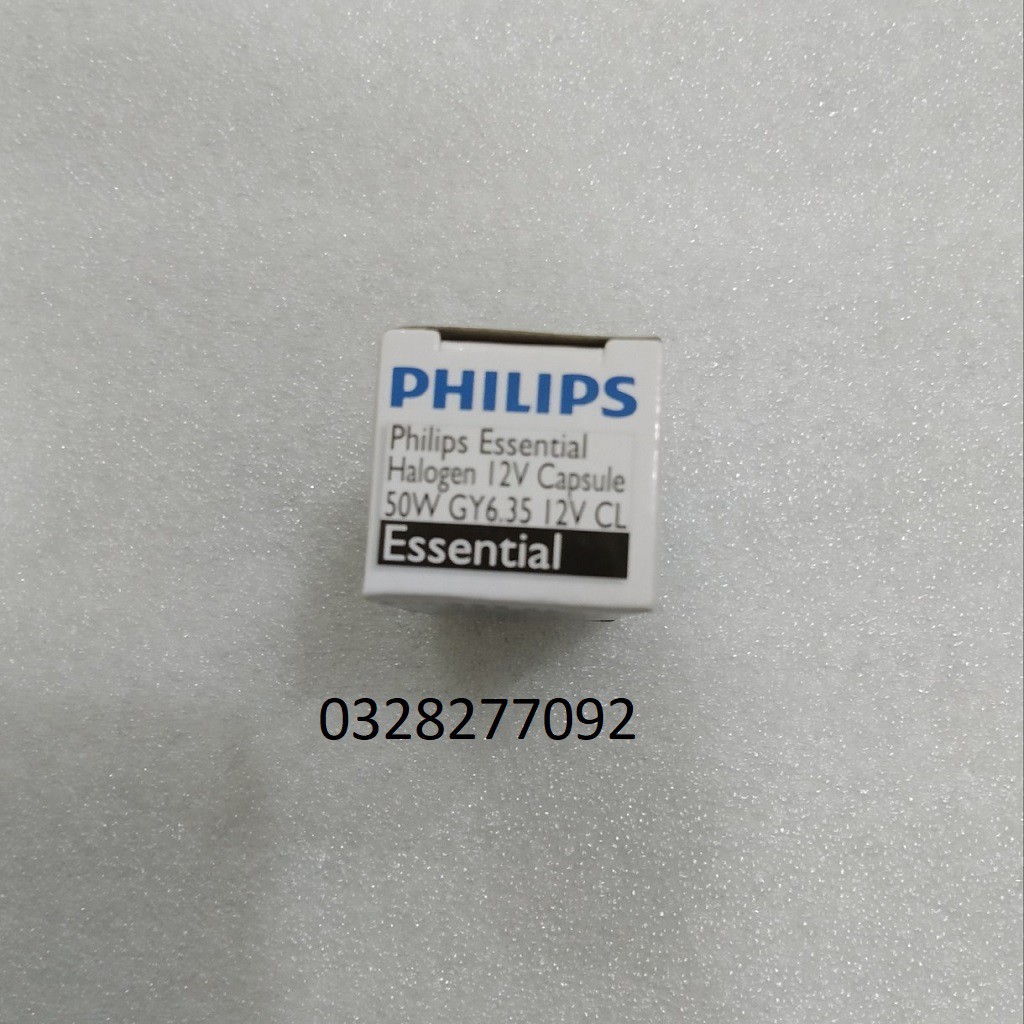 PHILIPS
Philips Essential
Halogen 12V Capsule
50W GY6.35 12V CL
Essential
0328277092